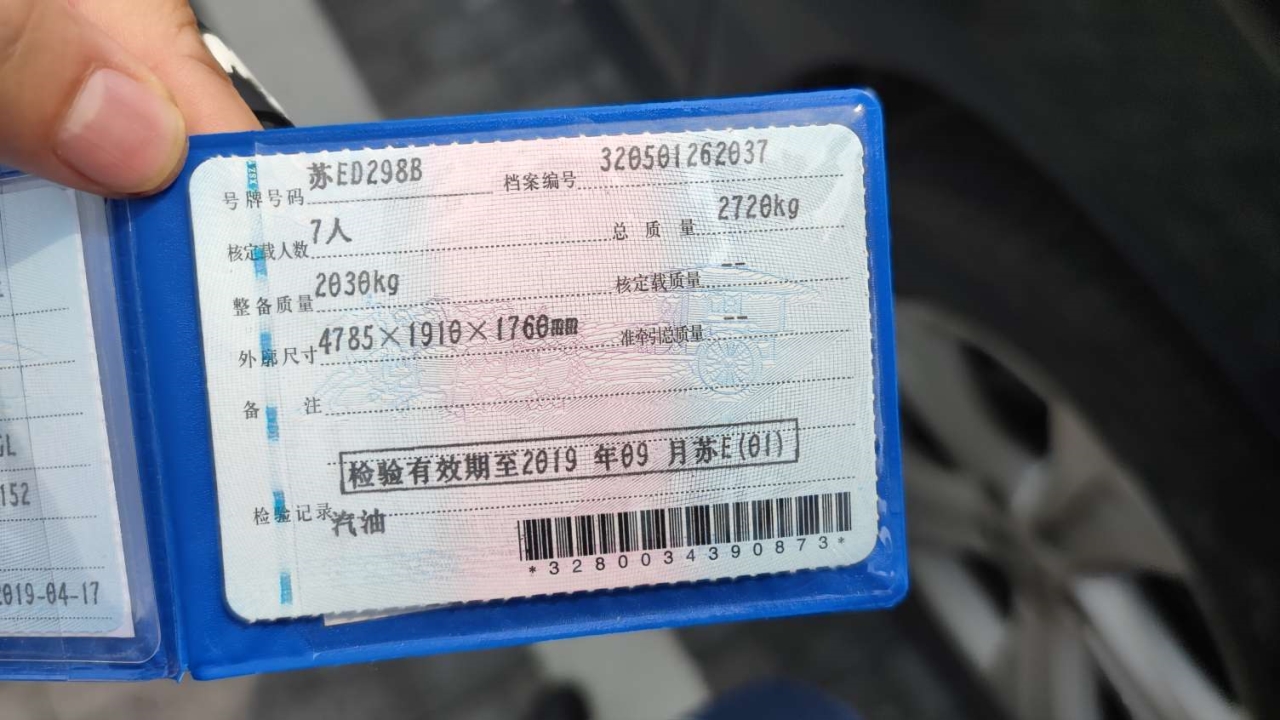 号牌号码 苏ED298B 档案编号 320501262037
核定载人数 7人 总质量 2720kg
整备质量 2030kg 核定载质量 --
外廓尺寸 4785×1910×1760mm 准牵引总质量 --
备注
检验有效期至2019 年09 月苏E(01)
检验记录 汽油
*3280034390873*
GL
152
2019-04-17